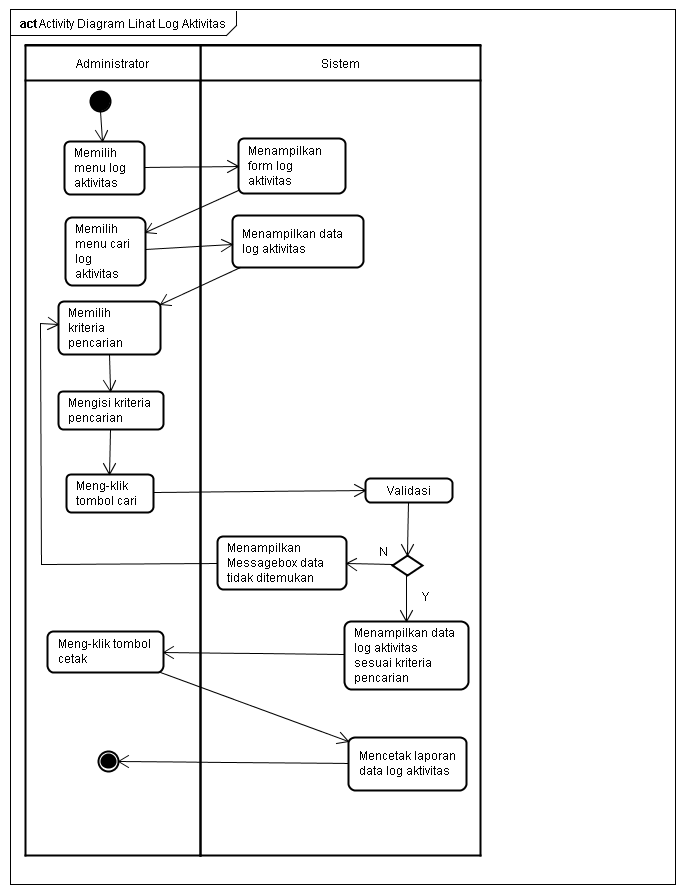 act Activity Diagram Lihat Log Aktivitas
Administrator
Sistem
Memilih
menu log
aktivitas
Menampilkan
form log
aktivitas
Memilih
menu cari
log
aktivitas
Menampilkan data
log aktivitas
Memilih
kriteria
pencarian
Mengisi kriteria
pencarian
Meng-klik
tombol cari
Validasi
N
Menampilkan
Messagebox data
tidak ditemukan
Y
Menampilkan data
log aktivitas
sesuai kriteria
pencarian
Meng-klik tombol
cetak
Mencetak laporan
data log aktivitas